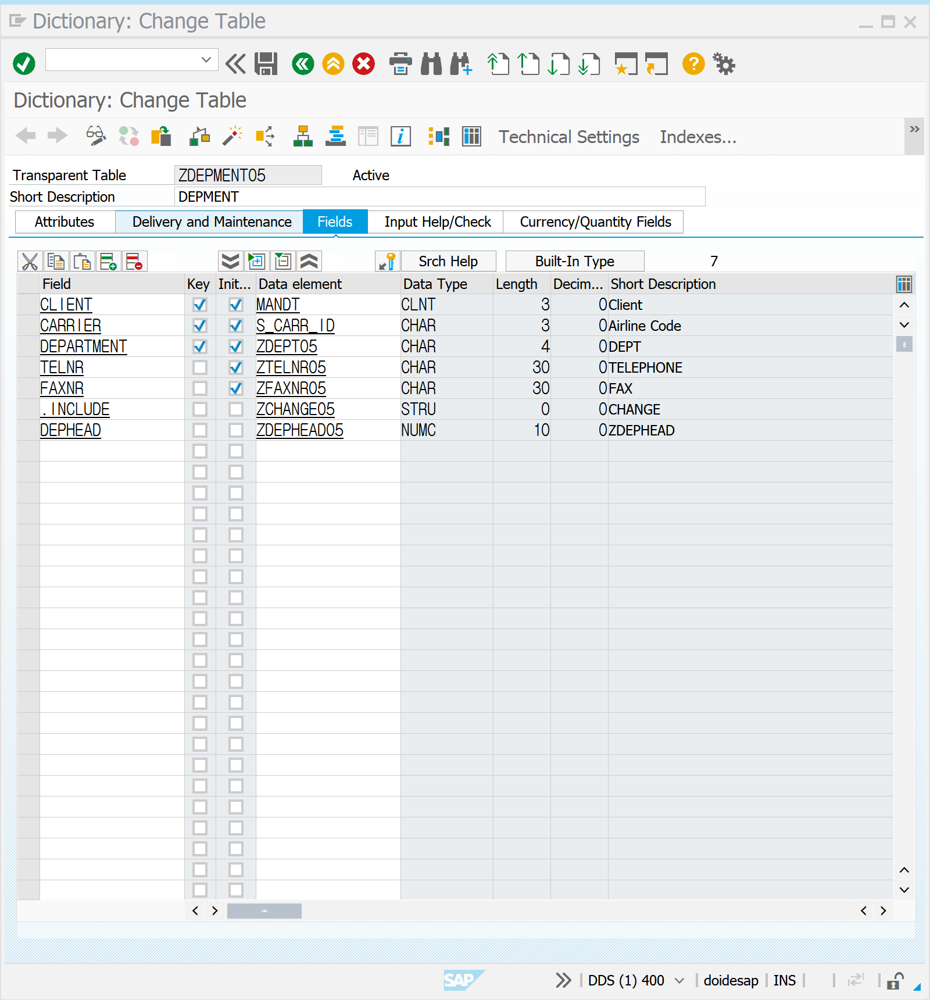 Dictionary: Change Table
Dictionary: Change Table
Technical Settings Indexes...
Transparent Table ZDEPMENT05 Active
Short Description DEPMENT
Attributes Delivery and Maintenance Fields Input Help/Check Currency/Quantity Fields
Srch Help Built-In Type 7
Field Key Init... Data element Data Type Length Decim... Short Description
CLIENT MANDT CLNT 3 0 Client
CARRIER S_CARR_ID CHAR 3 0 Airline Code
DEPARTMENT ZDEPT05 CHAR 4 0 DEPT
TELNR ZTELNR05 CHAR 30 0 TELEPHONE
FAXNR ZFAXNR05 CHAR 30 0 FAX
.INCLUDE ZCHANGE05 STRU 0 0 CHANGE
DEPHEAD ZDEPHEAD05 NUMC 10 0 ZDEPHEAD
SAP DDS (1) 400 doidesap INS